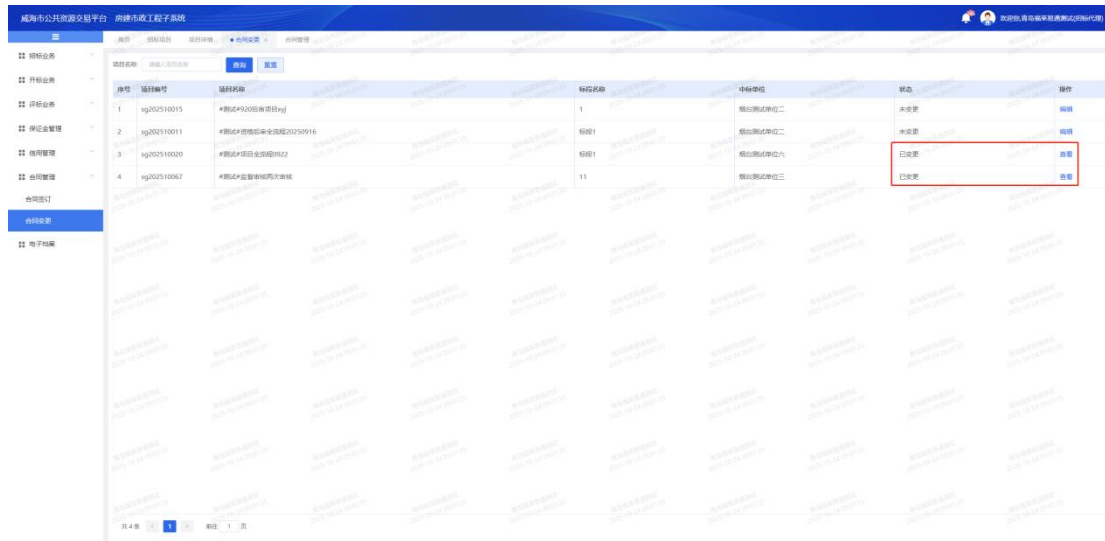 威海市公共资源交易平台 房建市政工程子系统
欢迎您,青岛福莱易通测试(招标代理)
首页 招标项目 项目详情 合同变更 × 合同管理
招标业务
开标业务
评标业务
保证金管理
信用管理
合同管理
合同签订
合同变更
电子档案
项目名称 请输入项目名称 查询 重置
序号 项目编号 项目名称 标段名称 中标单位 状态 操作
1 sg202510015 #测试#920后审项目xyj 1 烟台测试单位二 未变更 编辑
2 sg202510011 #测试#资格后审全流程20250916 标段1 烟台测试单位二 未变更 编辑
3 sg202510020 #测试#项目全流程0922 标段1 烟台测试单位六 已变更 查看
4 sg202510067 #测试#监督审核两次审核 11 烟台测试单位三 已变更 查看
共 4 条 < 1 > 前往 1 页